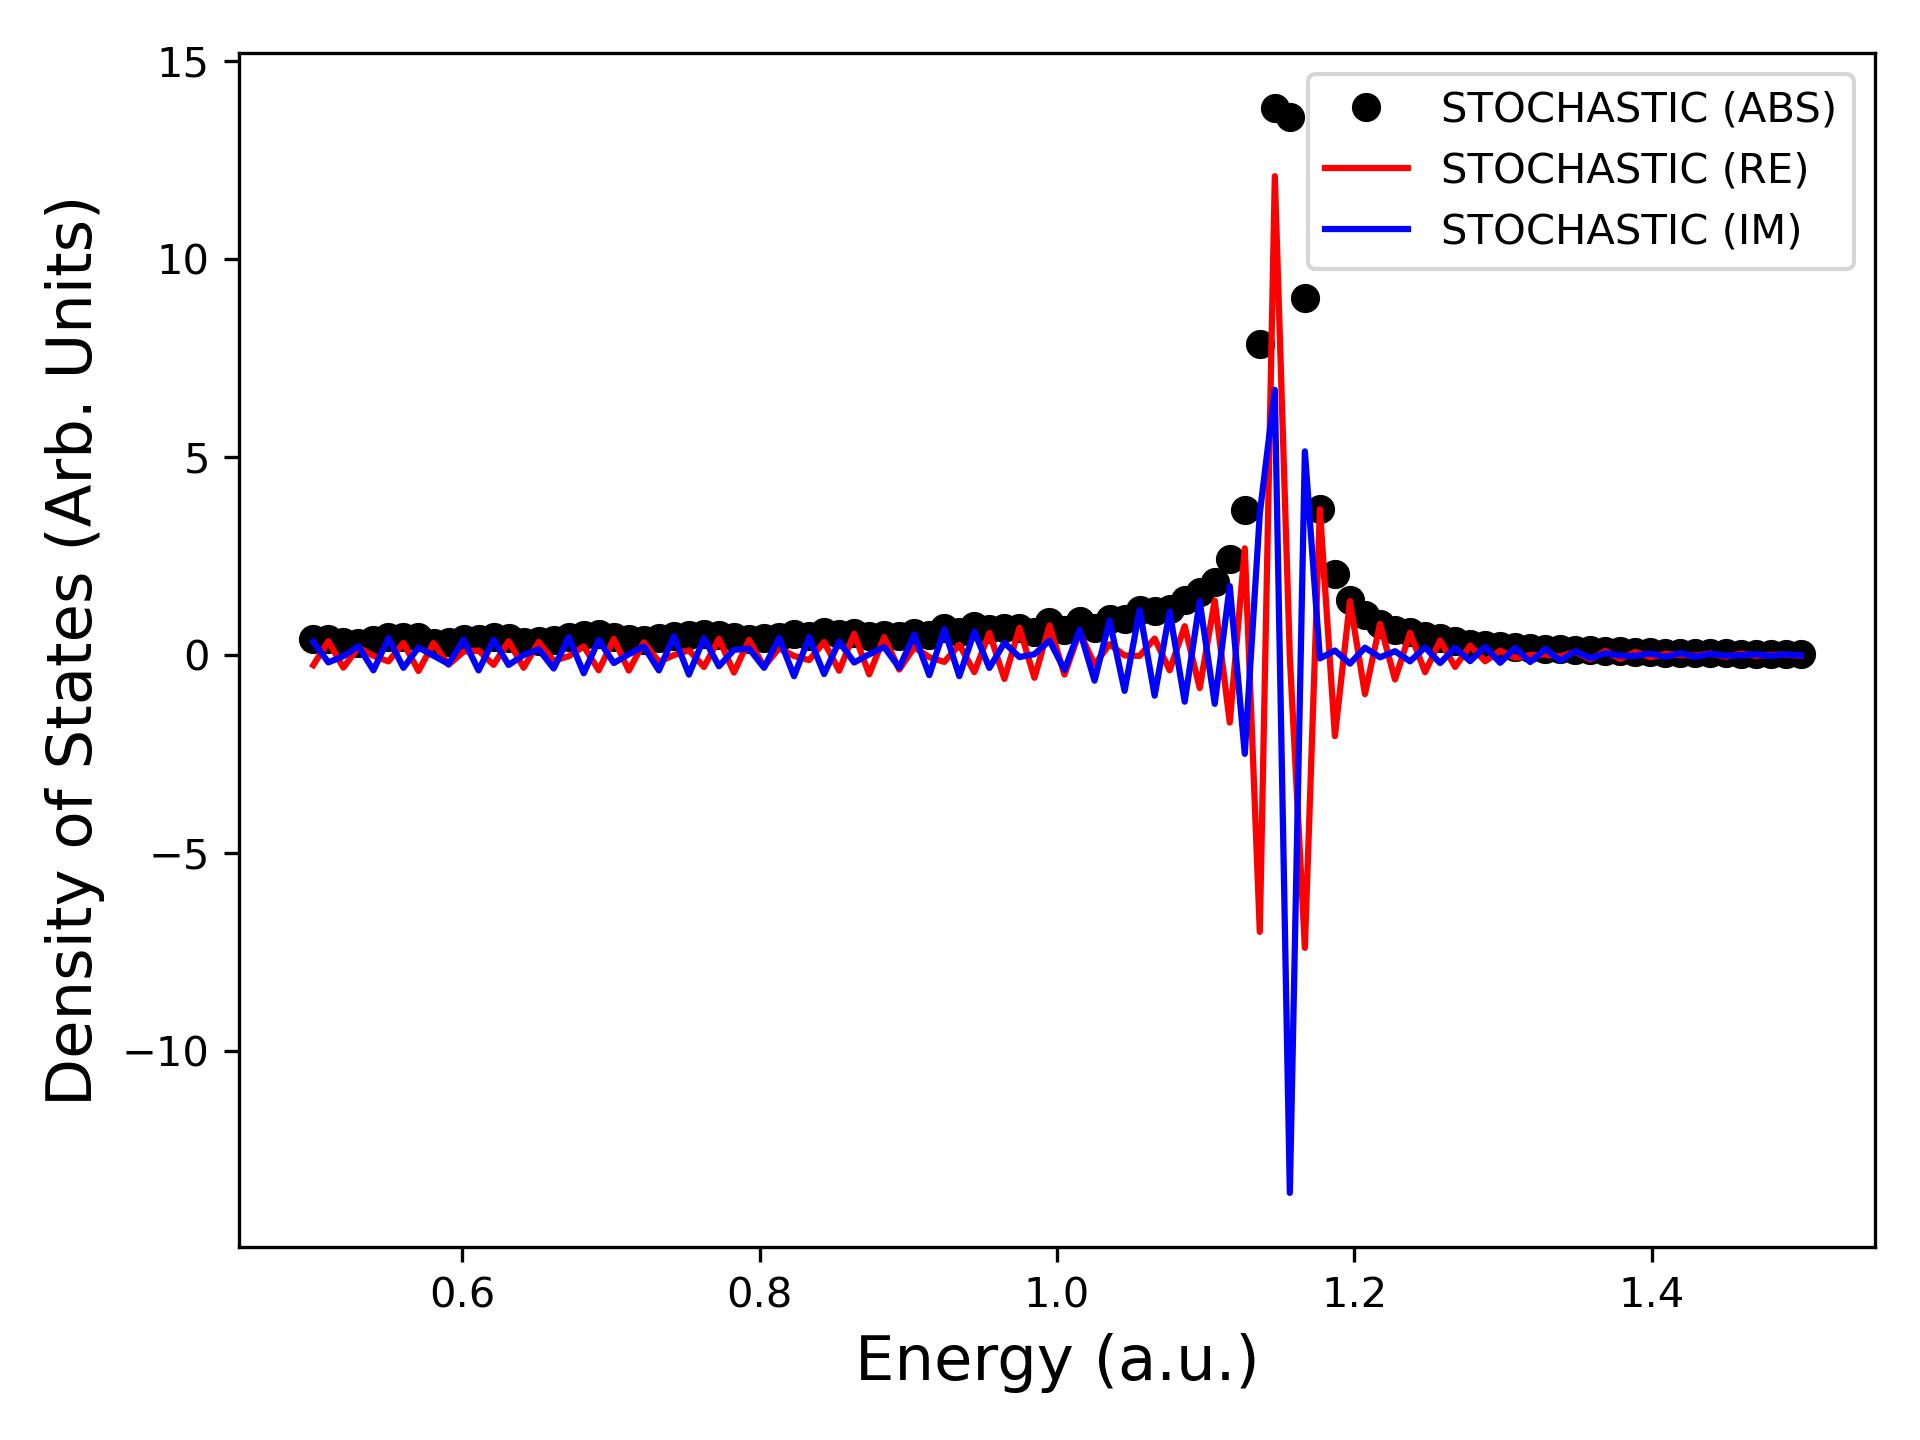 15
10
5
0
−5
−10
Density of States (Arb. Units)
STOCHASTIC (ABS)
STOCHASTIC (RE)
STOCHASTIC (IM)
0.6 0.8 1.0 1.2 1.4
Energy (a.u.)